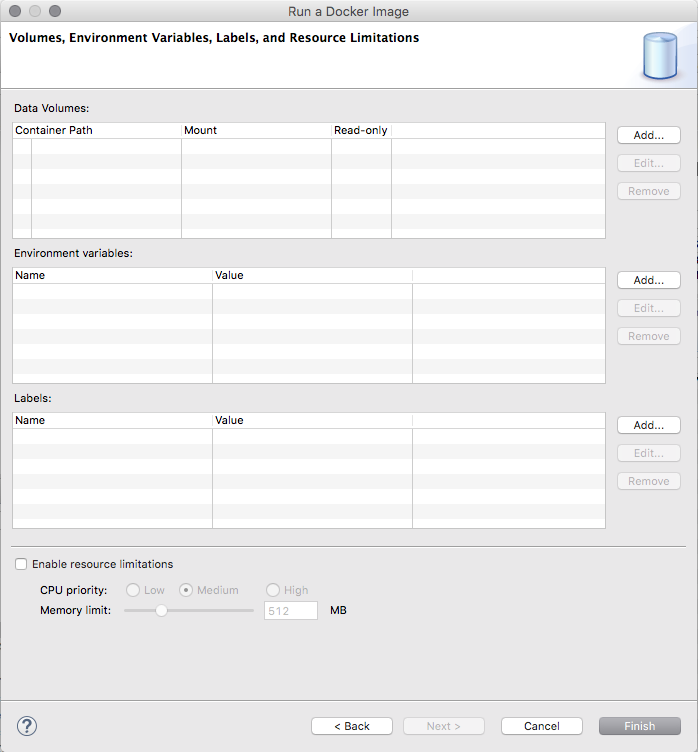 Run a Docker Image
Volumes, Environment Variables, Labels, and Resource Limitations
Data Volumes:
Container Path Mount Read-only
Add...
Edit...
Remove
Environment variables:
Name Value
Add...
Edit...
Remove
Labels:
Name Value
Add...
Edit...
Remove
Enable resource limitations
CPU priority: Low Medium High
Memory limit: 512 MB
? < Back Next > Cancel Finish